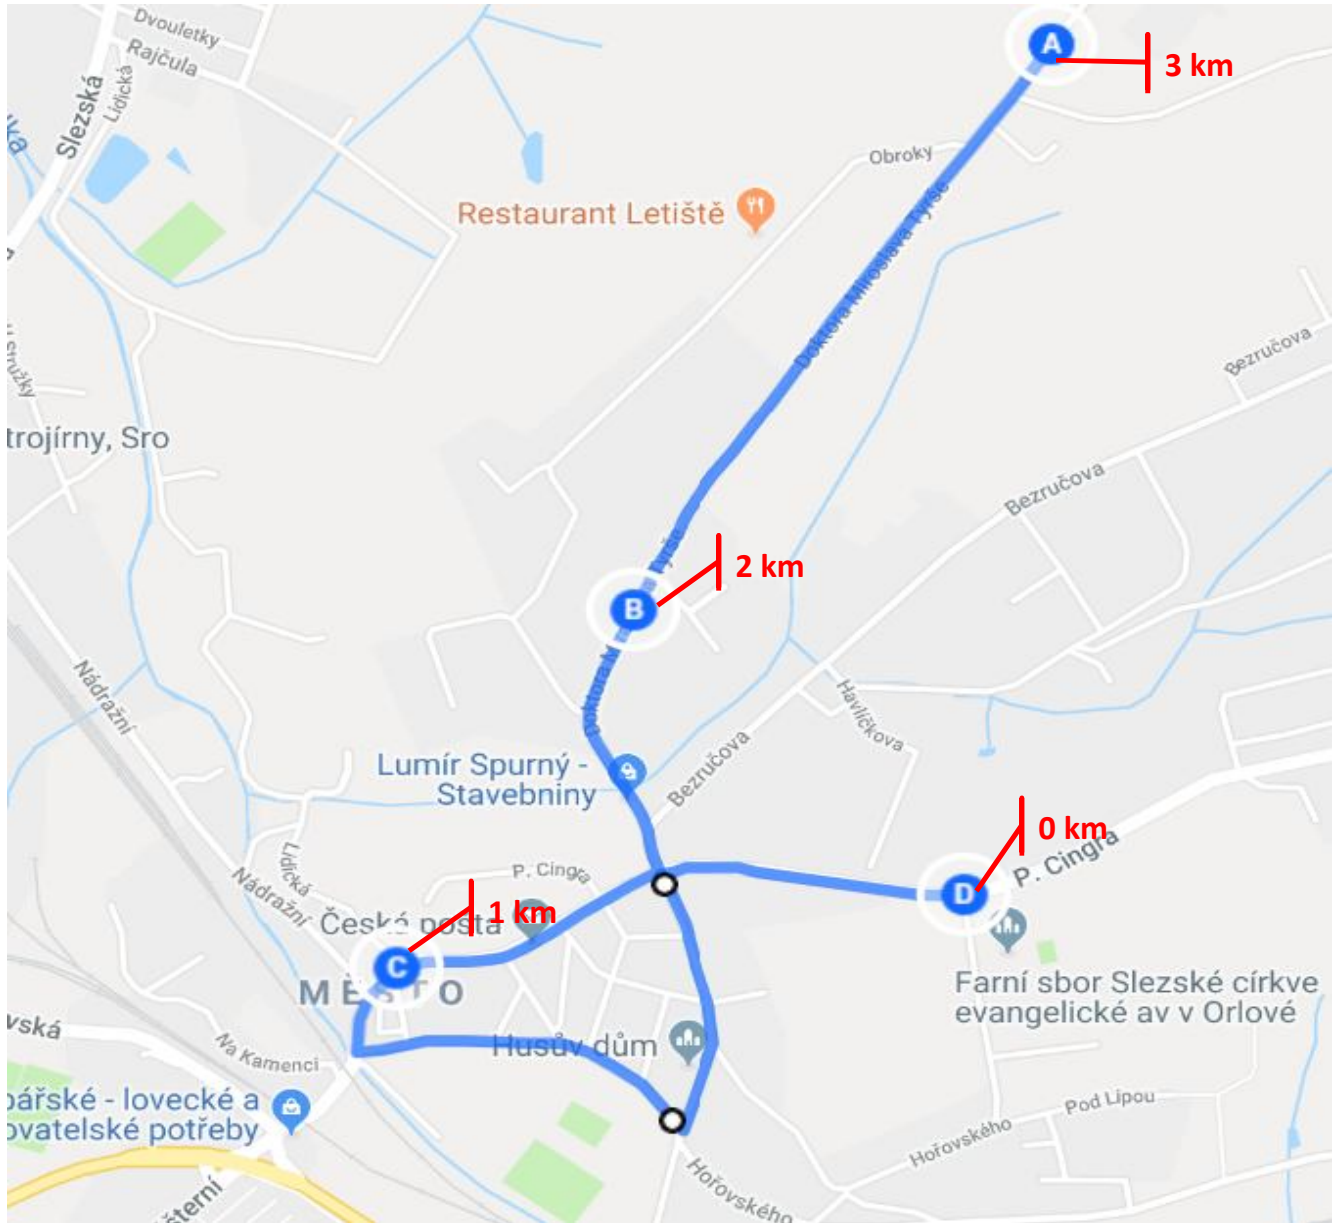 Dvouletky
Rajčula
Lidická
Slezská
A
3 km
Obroky
Restaurant Letiště
Doktora Miroslava Tyrše
Bezručova
trojírny, Sro
Bezručova
Tyrše
2 km
B
Doktora M
Nádražní
Havlíčkova
Bezručova
Lumír Spurný -
Stavebniny
0 km
P. Cingra
Lidická
P. Cingra
Nádražní
D
1 km
Česká pošta
C
MĚSTO
Farní sbor Slezské církve
evangelické av v Orlové
vská
Na Kamenci
Husův dům
pářské - lovecké a
ovatelské potřeby
Pod Lipou
Hořovského
Hořovského
šterní